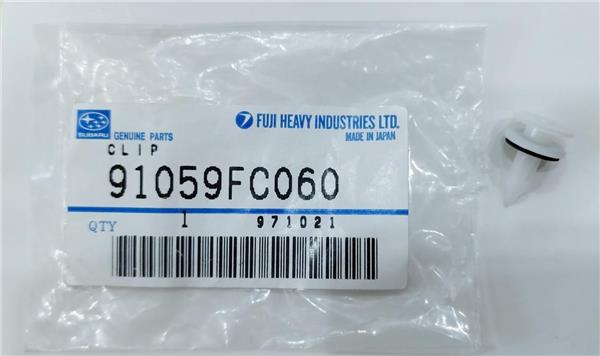 SUBARU
GENUINE PARTS
FUJI HEAVY INDUSTRIES LTD.
MADE IN JAPAN
CLIP
91059FC060
QTY 1 971021